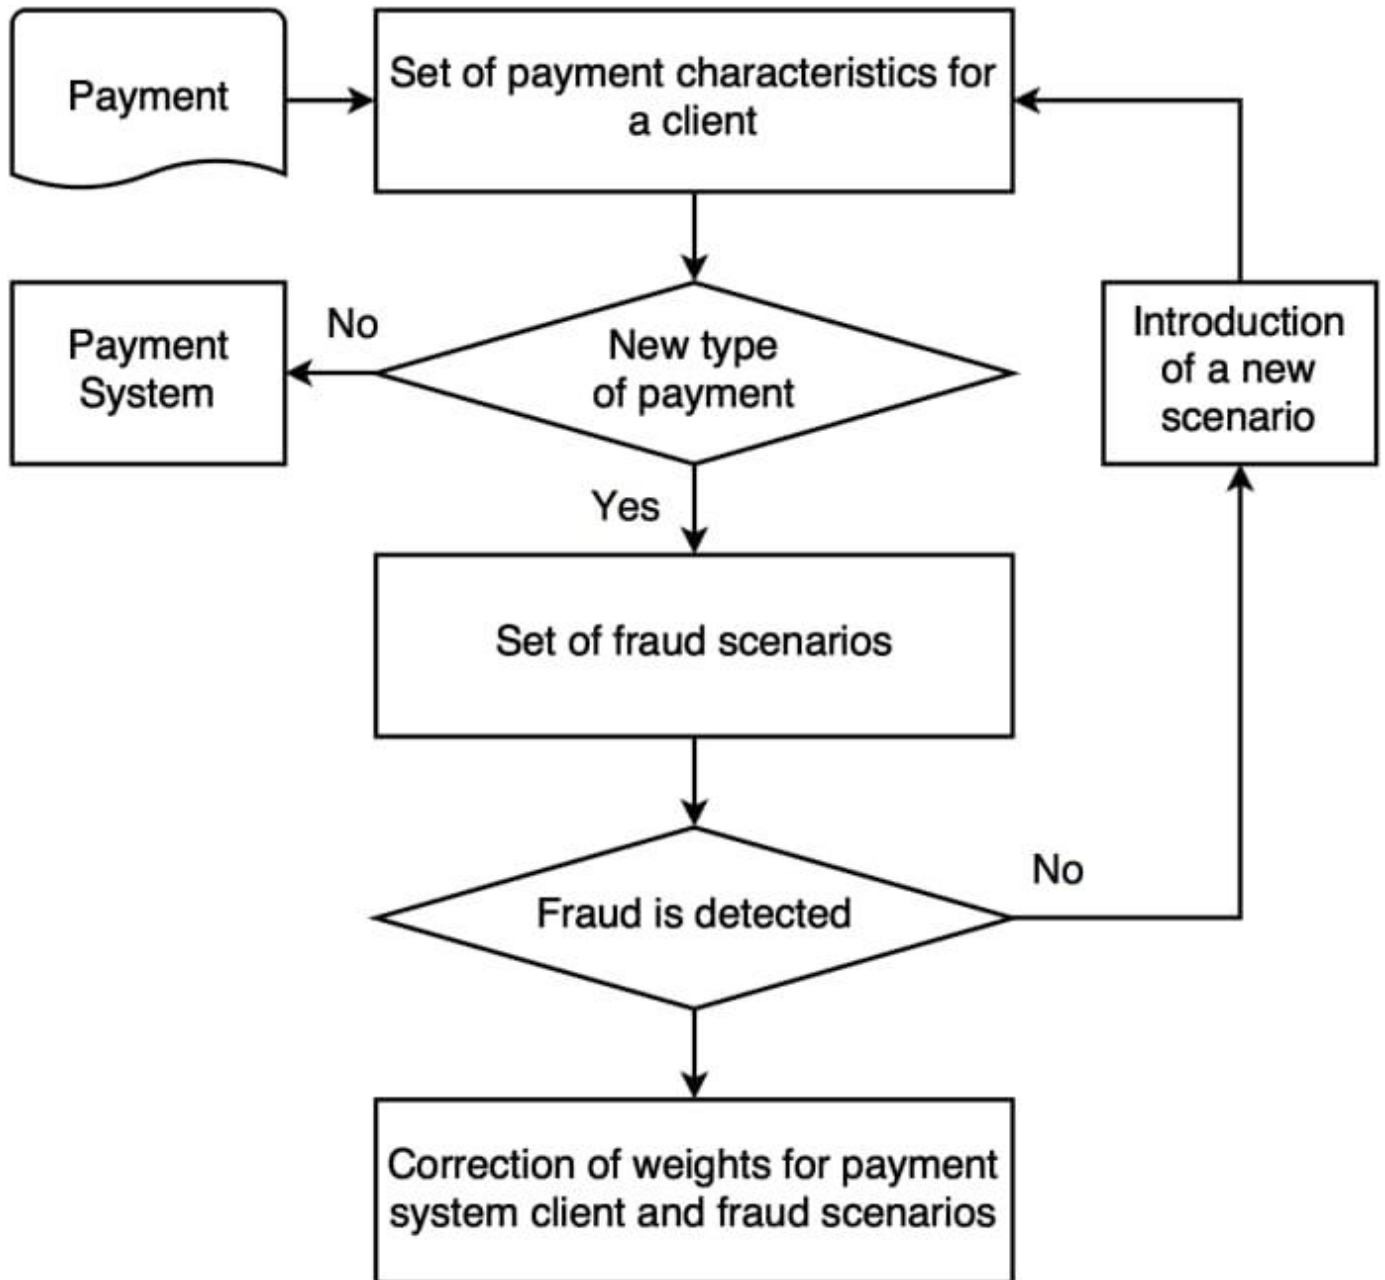 Payment
Set of payment characteristics for
a client
Payment
System
No
New type
of payment
Introduction
of a new
scenario
Yes
Set of fraud scenarios
Fraud is detected
No
Correction of weights for payment
system client and fraud scenarios